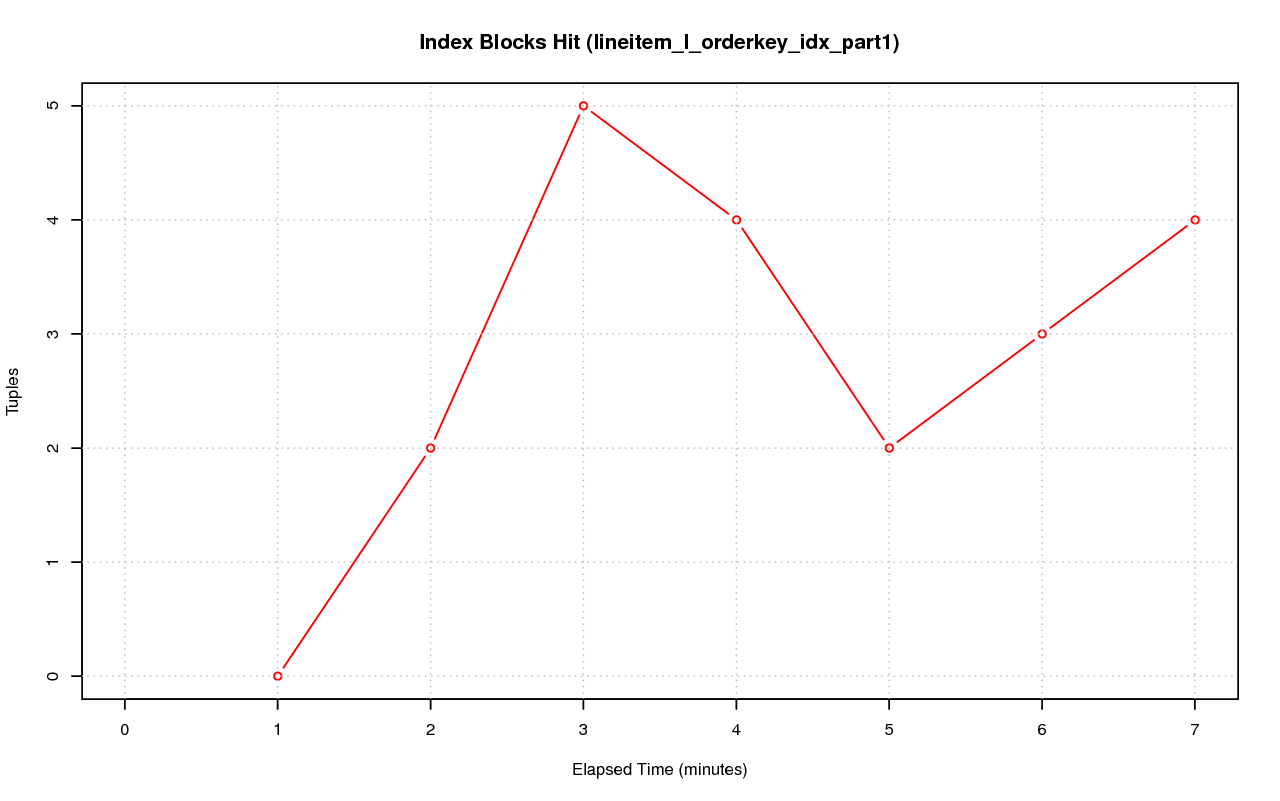 Index Blocks Hit (lineitem_l_orderkey_idx_part1)
Tuples
5
4
3
2
1
0
0 1 2 3 4 5 6 7
Elapsed Time (minutes)